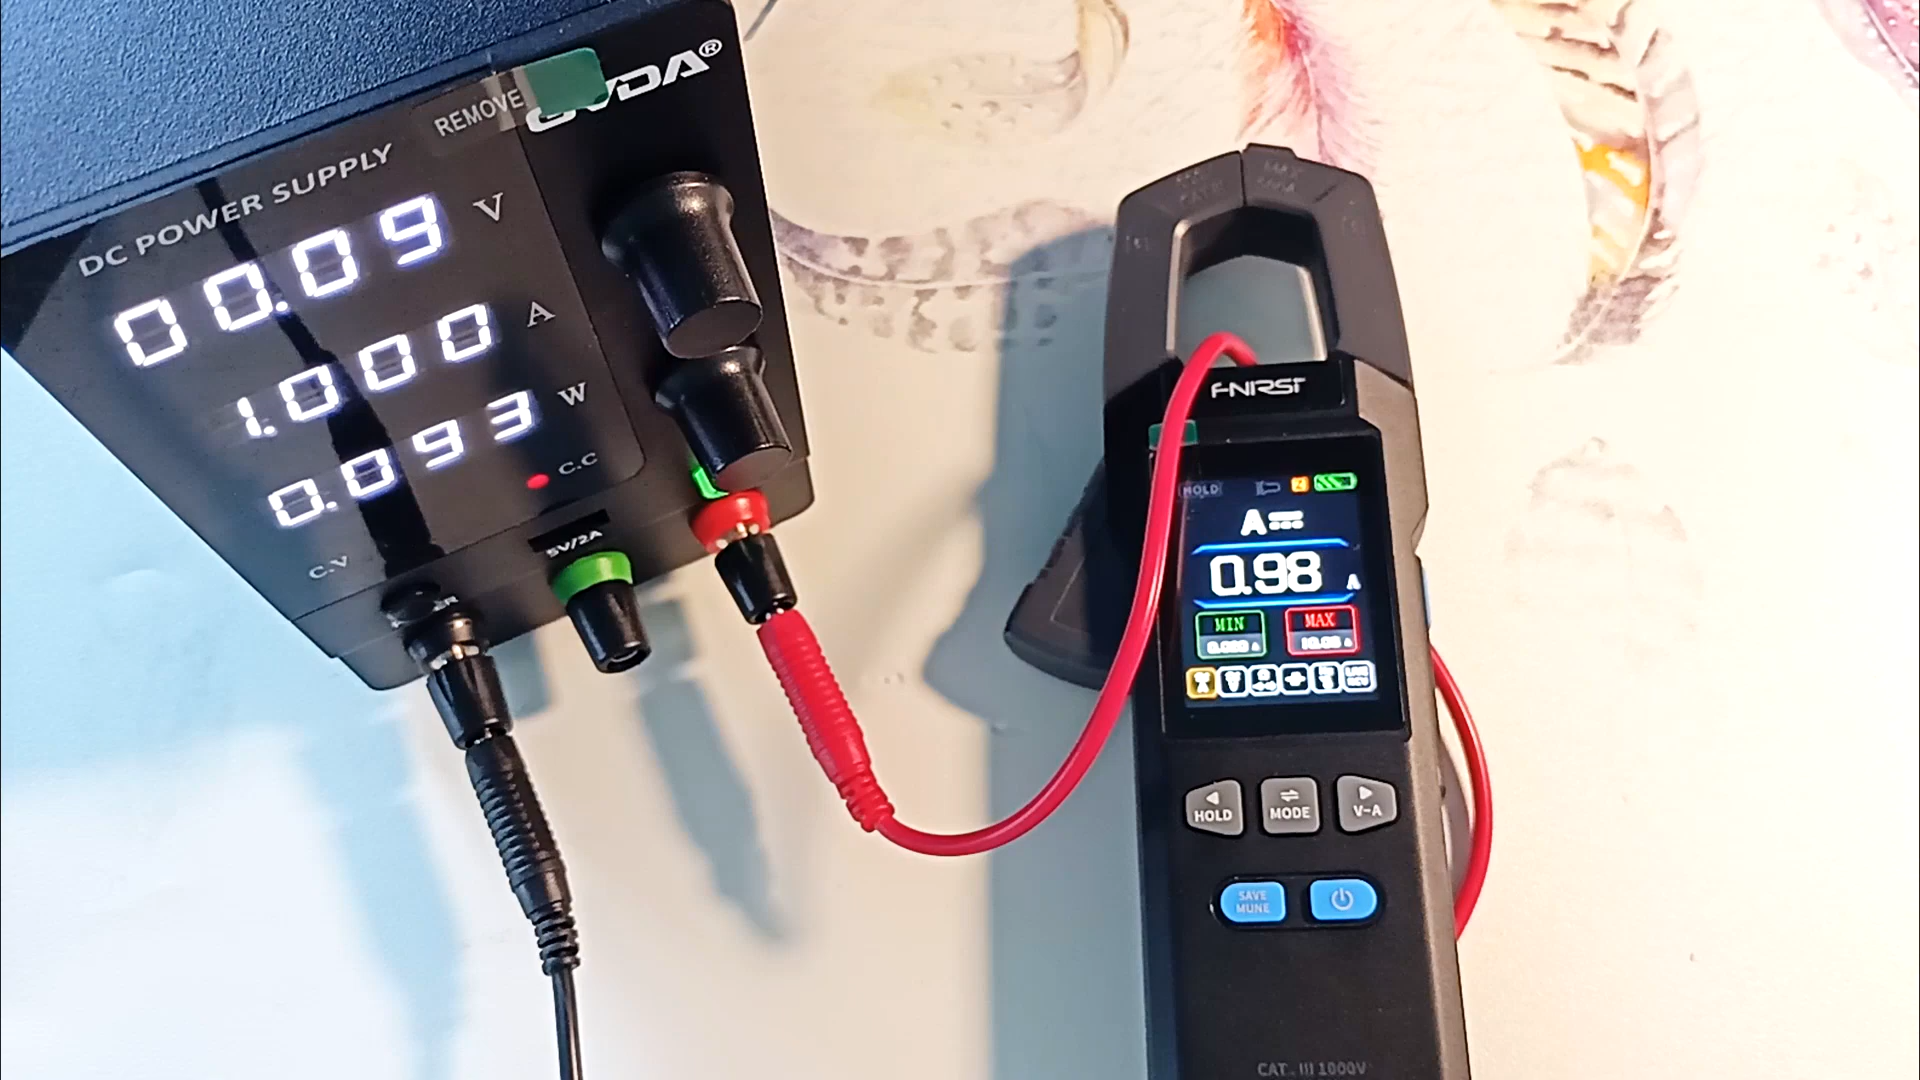 REMOVE
DC POWER SUPPLY
00.09 V
1.000 A
0.093 W
C.C
C.V
5V/2A
FNIRSI
HOLD
A
0.98 A
MIN
MAX
HOLD
MODE
V~A
SAVE
MUNE
CAT. III 1000V